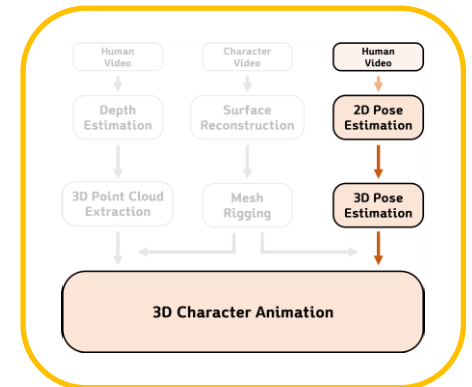 Human
Video
Character
Video
Human
Video
Depth
Estimation
Surface
Reconstruction
2D Pose
Estimation
3D Point Cloud
Extraction
Mesh
Rigging
3D Pose
Estimation
3D Character Animation